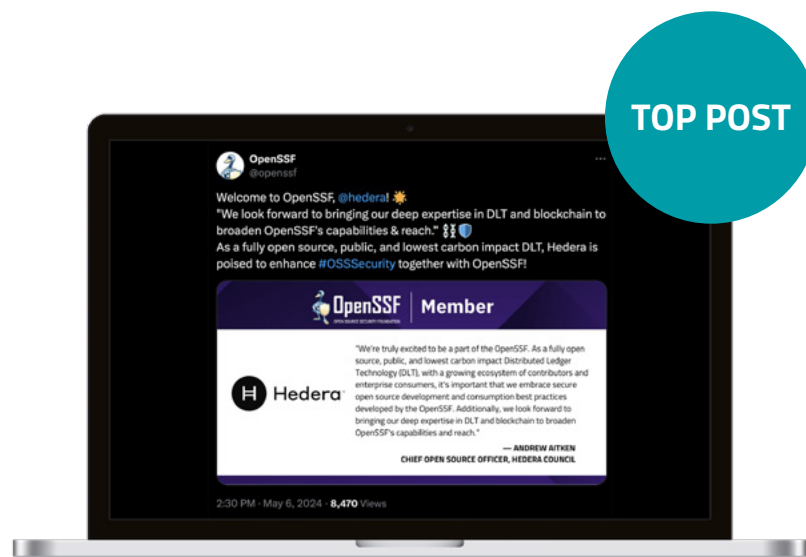 TOP POST
OpenSSF
@openssf
Welcome to OpenSSF, @hedera! 🌟
"We look forward to bringing our deep expertise in DLT and blockchain to
broaden OpenSSF's capabilities & reach." ⛓️🛡️
As a fully open source, public, and lowest carbon impact DLT, Hedera is
poised to enhance #OSSSecurity together with OpenSSF!
OpenSSF | Member
OPEN SOURCE SECURITY FOUNDATION
"We're truly excited to be a part of the OpenSSF. As a fully open
source, public, and lowest carbon impact Distributed Ledger
Technology (DLT), with a growing ecosystem of contributors and
enterprise consumers, it's important that we embrace secure
open source development and consumption best practices
developed by the OpenSSF. Additionally, we look forward to
bringing our deep expertise in DLT and blockchain to broaden
OpenSSF's capabilities and reach."
H Hedera
— ANDREW AITKEN
CHIEF OPEN SOURCE OFFICER, HEDERA COUNCIL
2:30 PM · May 6, 2024 · 8,470 Views